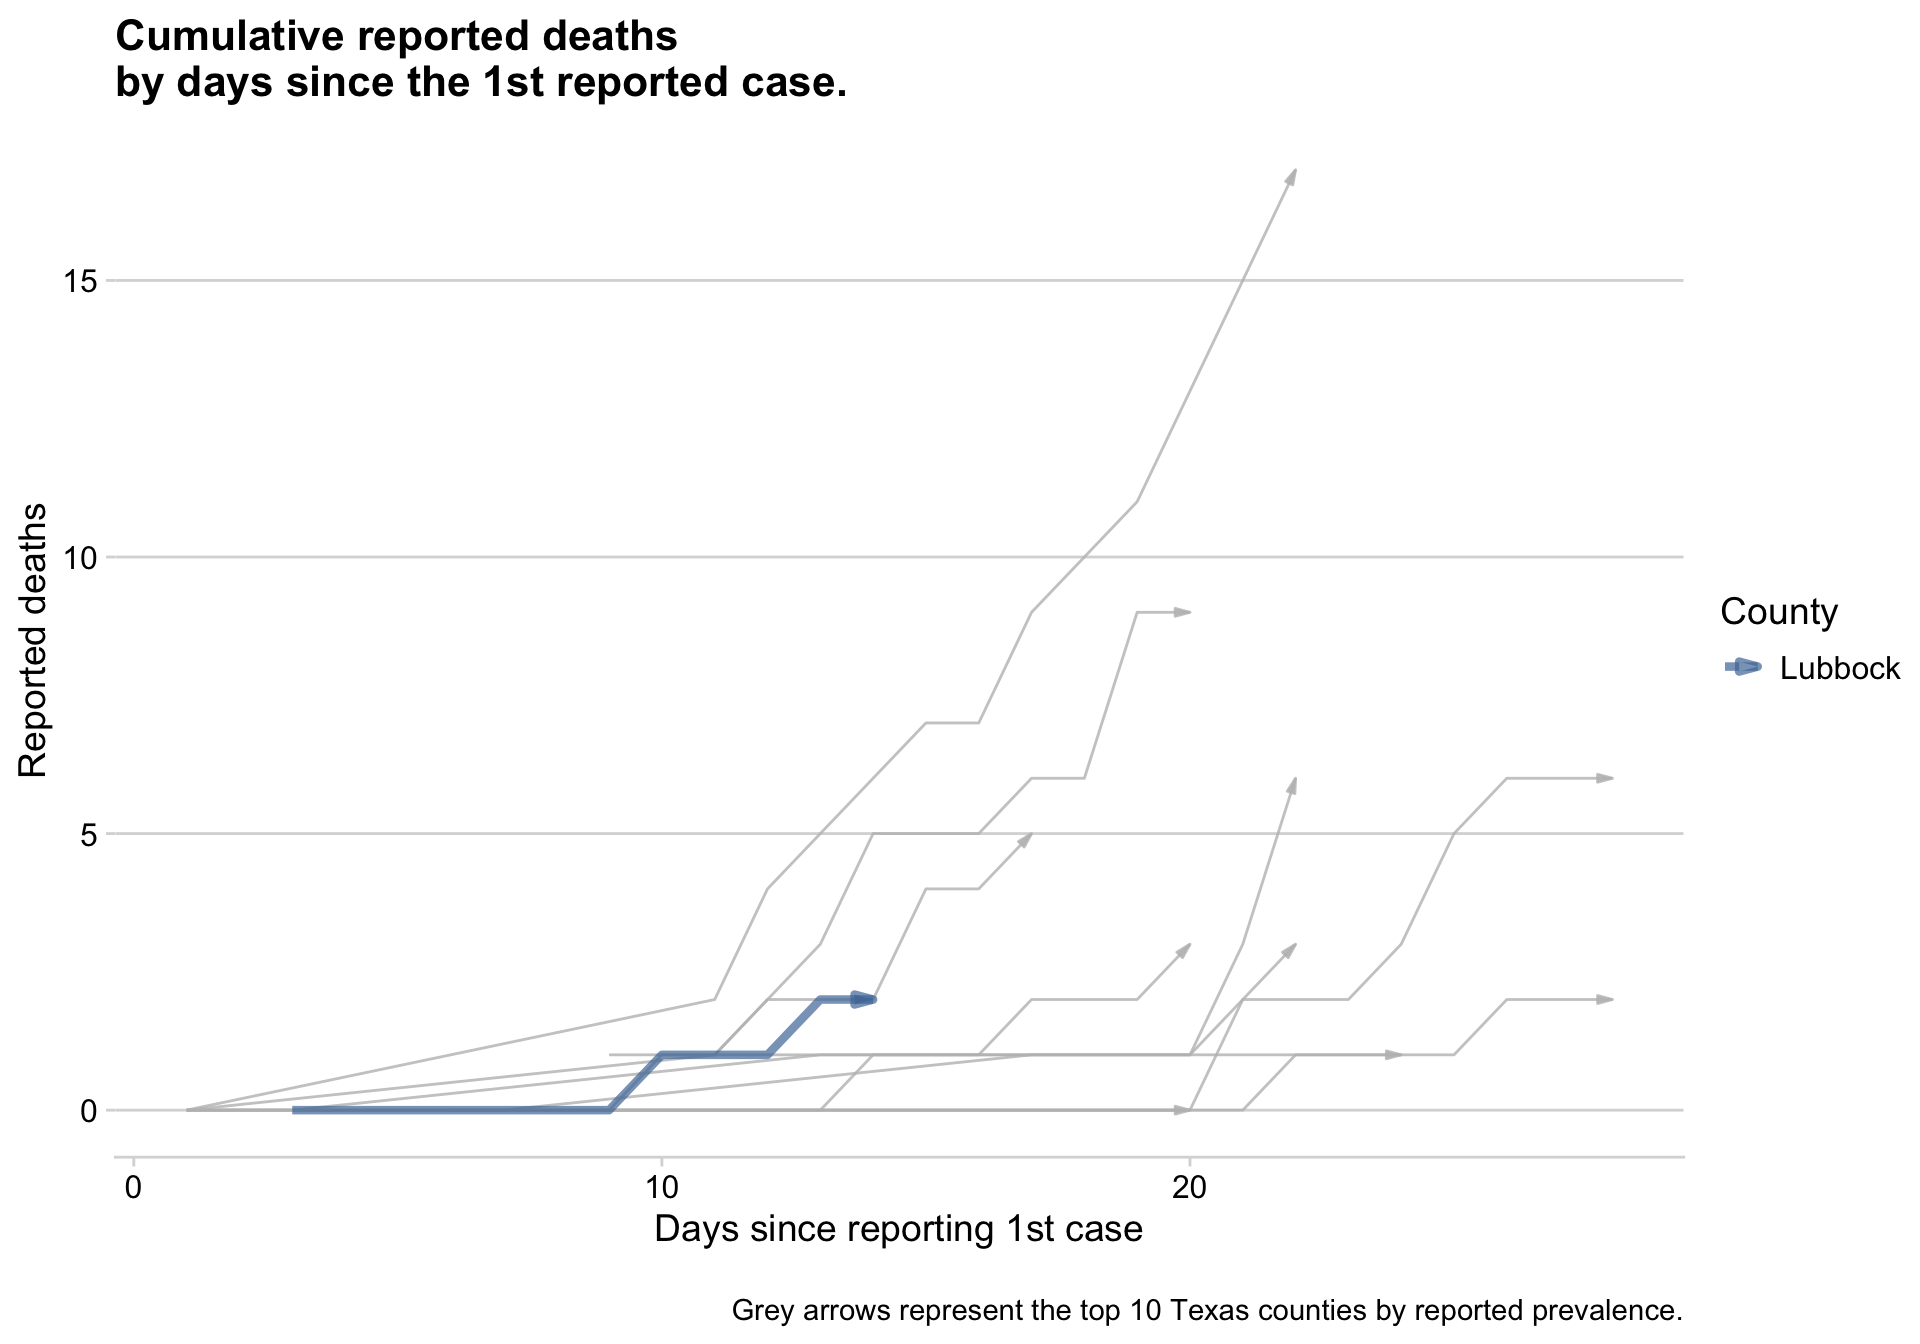 Cumulative reported deaths
by days since the 1st reported case.
15
10
5
0
Reported deaths
0 10 20
Days since reporting 1st case
County
Lubbock
Grey arrows represent the top 10 Texas counties by reported prevalence.